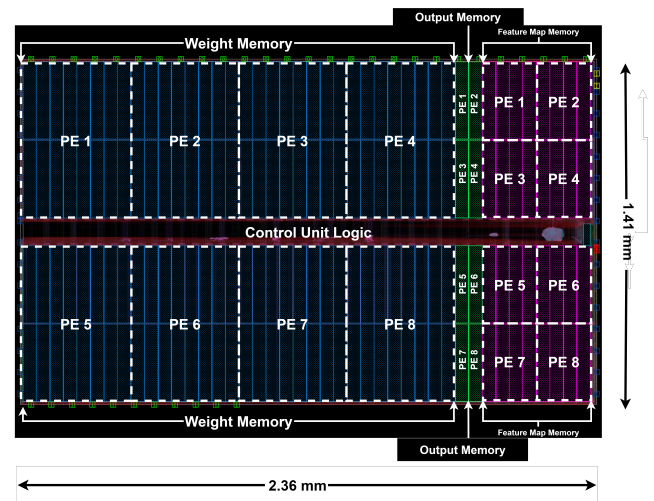 Output Memory
Weight Memory
Feature Map Memory
PE 1
PE 2
PE 3
PE 4
PE 1
PE 2
PE 3
PE 4
PE 1
PE 2
PE 3
PE 4
Control Unit Logic
1.41 mm
PE 5
PE 6
PE 7
PE 8
PE 5
PE 6
PE 7
PE 8
PE 5
PE 6
PE 7
PE 8
Weight Memory
Feature Map Memory
Output Memory
2.36 mm